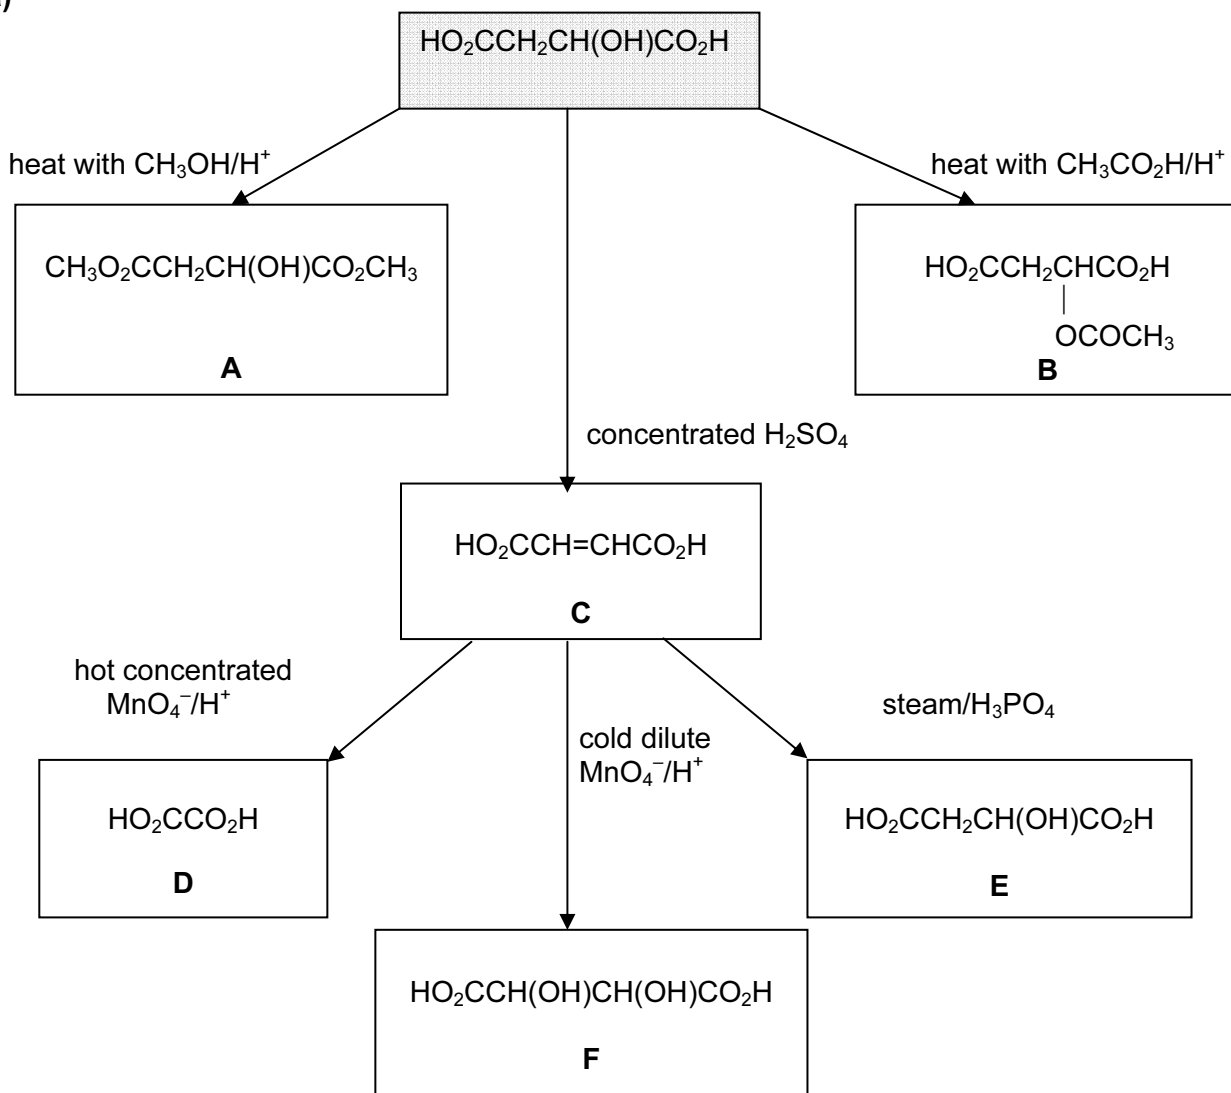 )
HO₂CCH₂CH(OH)CO₂H
heat with CH₃OH/H⁺
heat with CH₃CO₂H/H⁺
CH₃O₂CCH₂CH(OH)CO₂CH₃
A
HO₂CCH₂CHCO₂H
OCOCH₃
B
concentrated H₂SO₄
HO₂CCH=CHCO₂H
C
hot concentrated
MnO₄⁻/H⁺
cold dilute
MnO₄⁻/H⁺
steam/H₃PO₄
HO₂CCO₂H
D
HO₂CCH₂CH(OH)CO₂H
E
HO₂CCH(OH)CH(OH)CO₂H
F